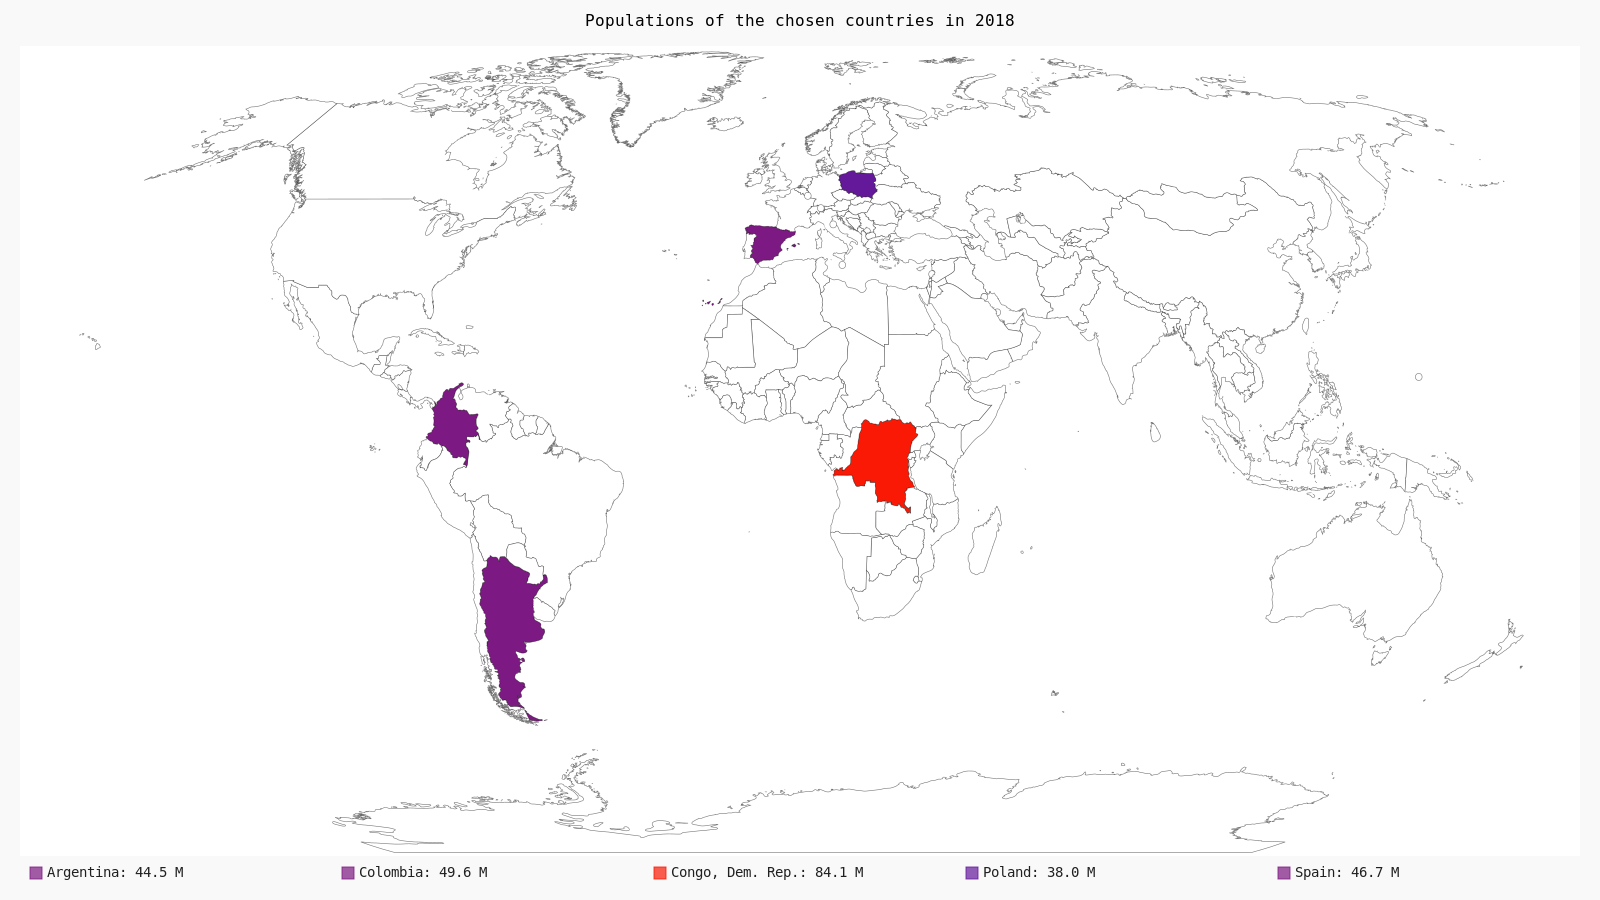 Populations of the chosen countries in 2018
Argentina: 44.5 M
Colombia: 49.6 M
Congo, Dem. Rep.: 84.1 M
Poland: 38.0 M
Spain: 46.7 M